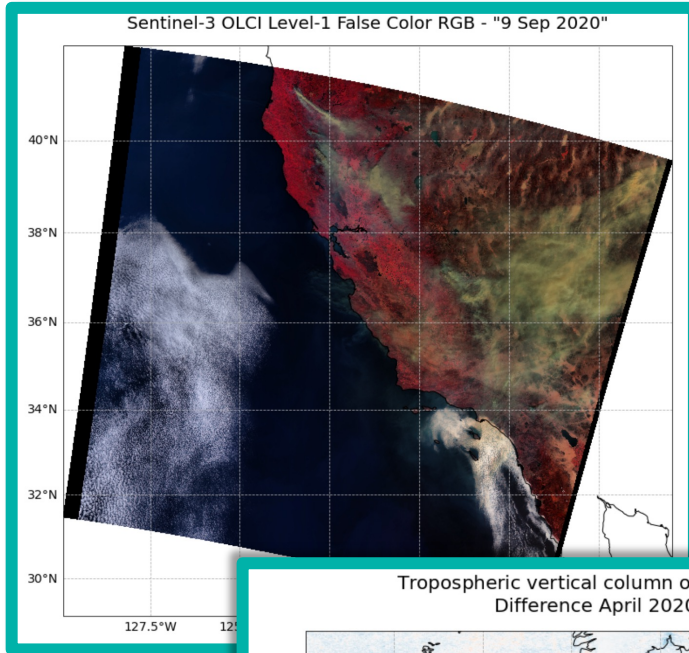 Sentinel-3 OLCI Level-1 False Color RGB - "9 Sep 2020"
40°N
38°N
36°N
34°N
32°N
30°N
127.5°W
Tropospheric vertical column
Difference April 2020